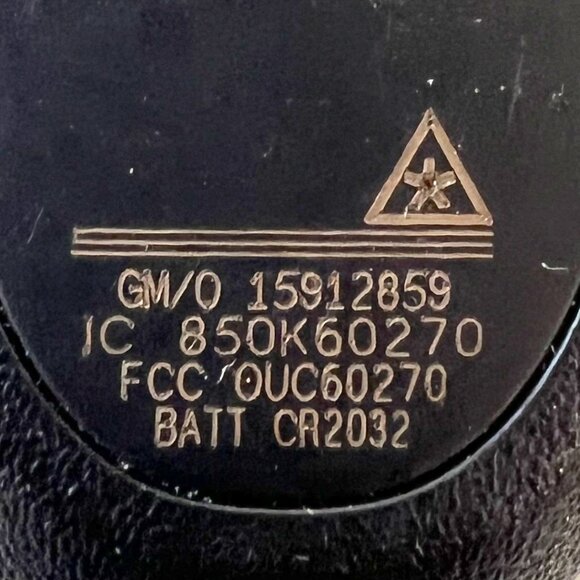 GM/O 15912859
IC 850K60270
FCC OUC60270
BATT CR2032